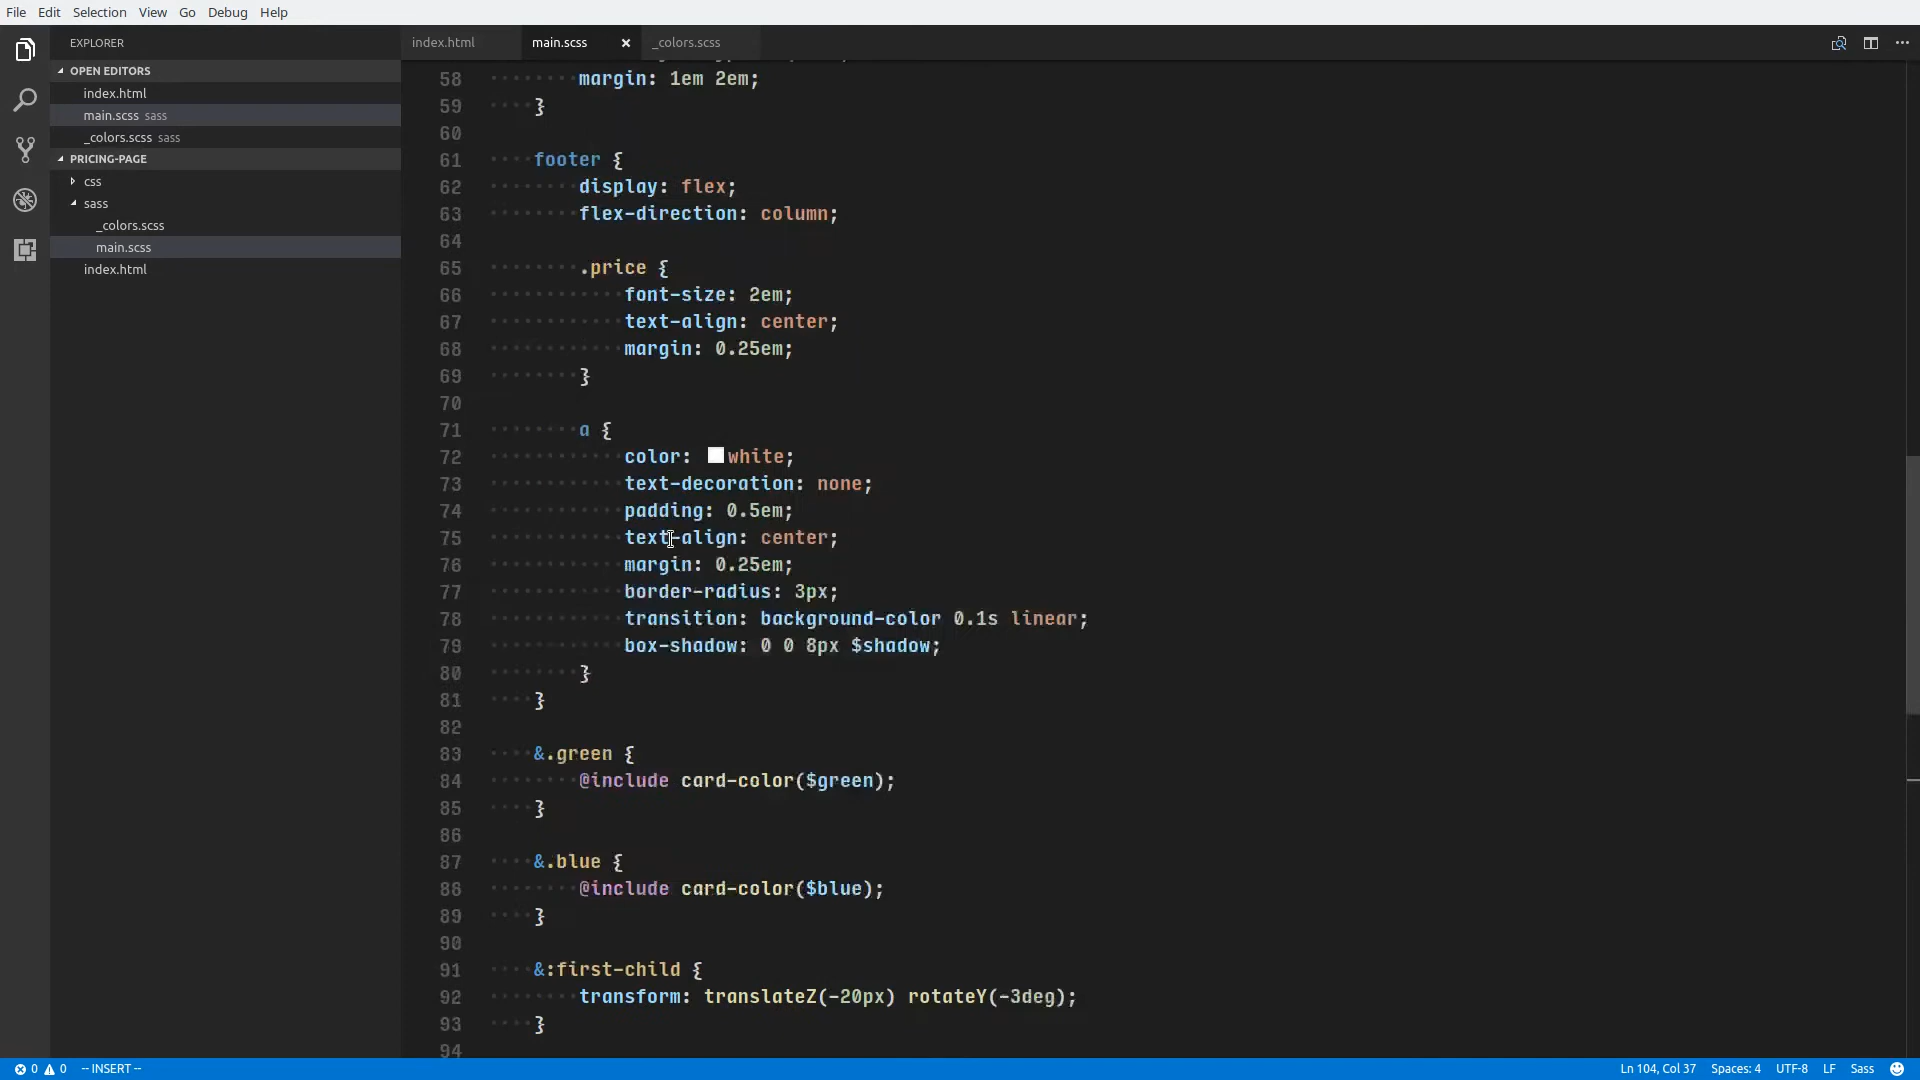 File Edit Selection View Go Debug Help
EXPLORER
OPEN EDITORS
index.html
main.scss sass
_colors.scss sass
PRICING-PAGE
css
sass
_colors.scss
main.scss
index.html
index.html main.scss × _colors.scss
58 margin: 1em 2em;
59 }
60
61 footer {
62 display: flex;
63 flex-direction: column;
64
65 .price {
66 font-size: 2em;
67 text-align: center;
68 margin: 0.25em;
69 }
70
71 a {
72 color: white;
73 text-decoration: none;
74 padding: 0.5em;
75 text-align: center;
76 margin: 0.25em;
77 border-radius: 3px;
78 transition: background-color 0.1s linear;
79 box-shadow: 0 0 8px $shadow;
80 }
81 }
82
83 &.green {
84 @include card-color($green);
85 }
86
87 &.blue {
88 @include card-color($blue);
89 }
90
91 &:first-child {
92 transform: translateZ(-20px) rotateY(-3deg);
93 }
94
0 0 -- INSERT -- Ln 104, Col 37 Spaces: 4 UTF-8 LF Sass